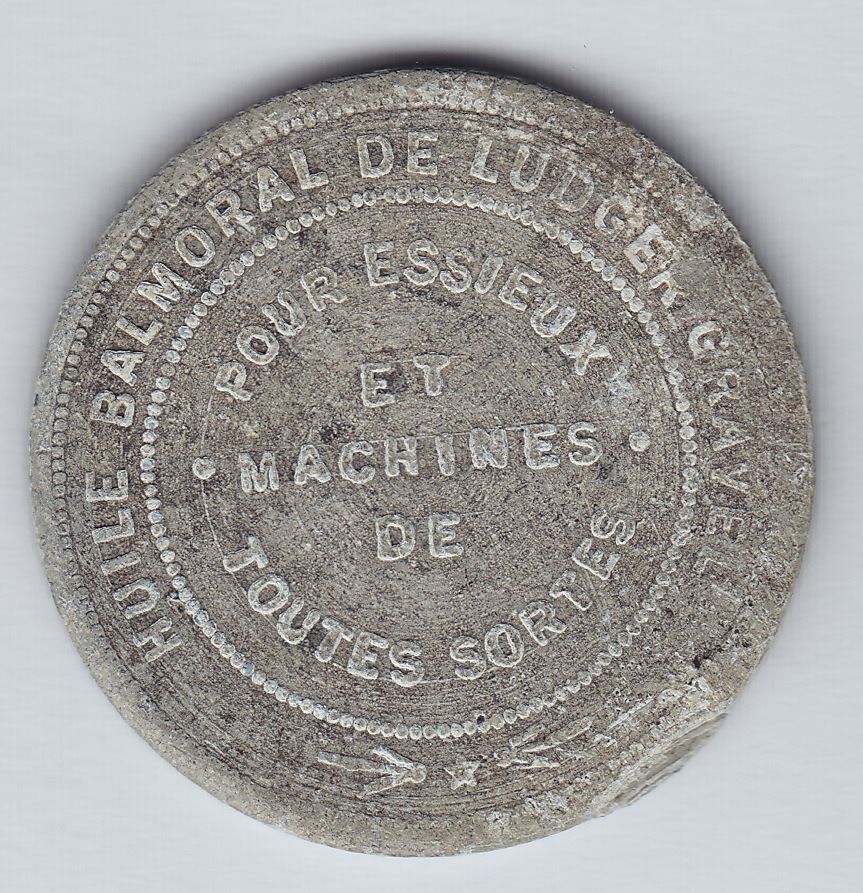 HUILE BALMORAL DE LUDGER GRAVEL
POUR ESSIEUX
ET
MACHINES
DE
TOUTES SORTES